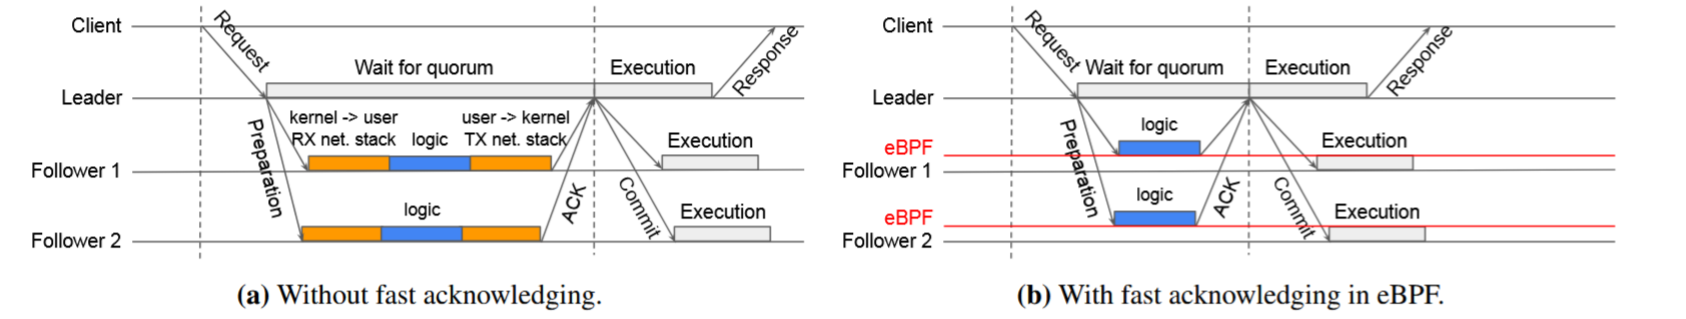 Client
Request
Wait for quorum
Execution
Response
Leader
kernel -> user
RX net. stack
logic
user -> kernel
TX net. stack
Preparation
Execution
Follower 1
logic
ACK
Commit
Execution
Follower 2
(a) Without fast acknowledging.
Client
Request
Wait for quorum
Execution
Response
Leader
logic
Preparation
Execution
eBPF
Follower 1
logic
ACK
Commit
Execution
eBPF
Follower 2
(b) With fast acknowledging in eBPF.